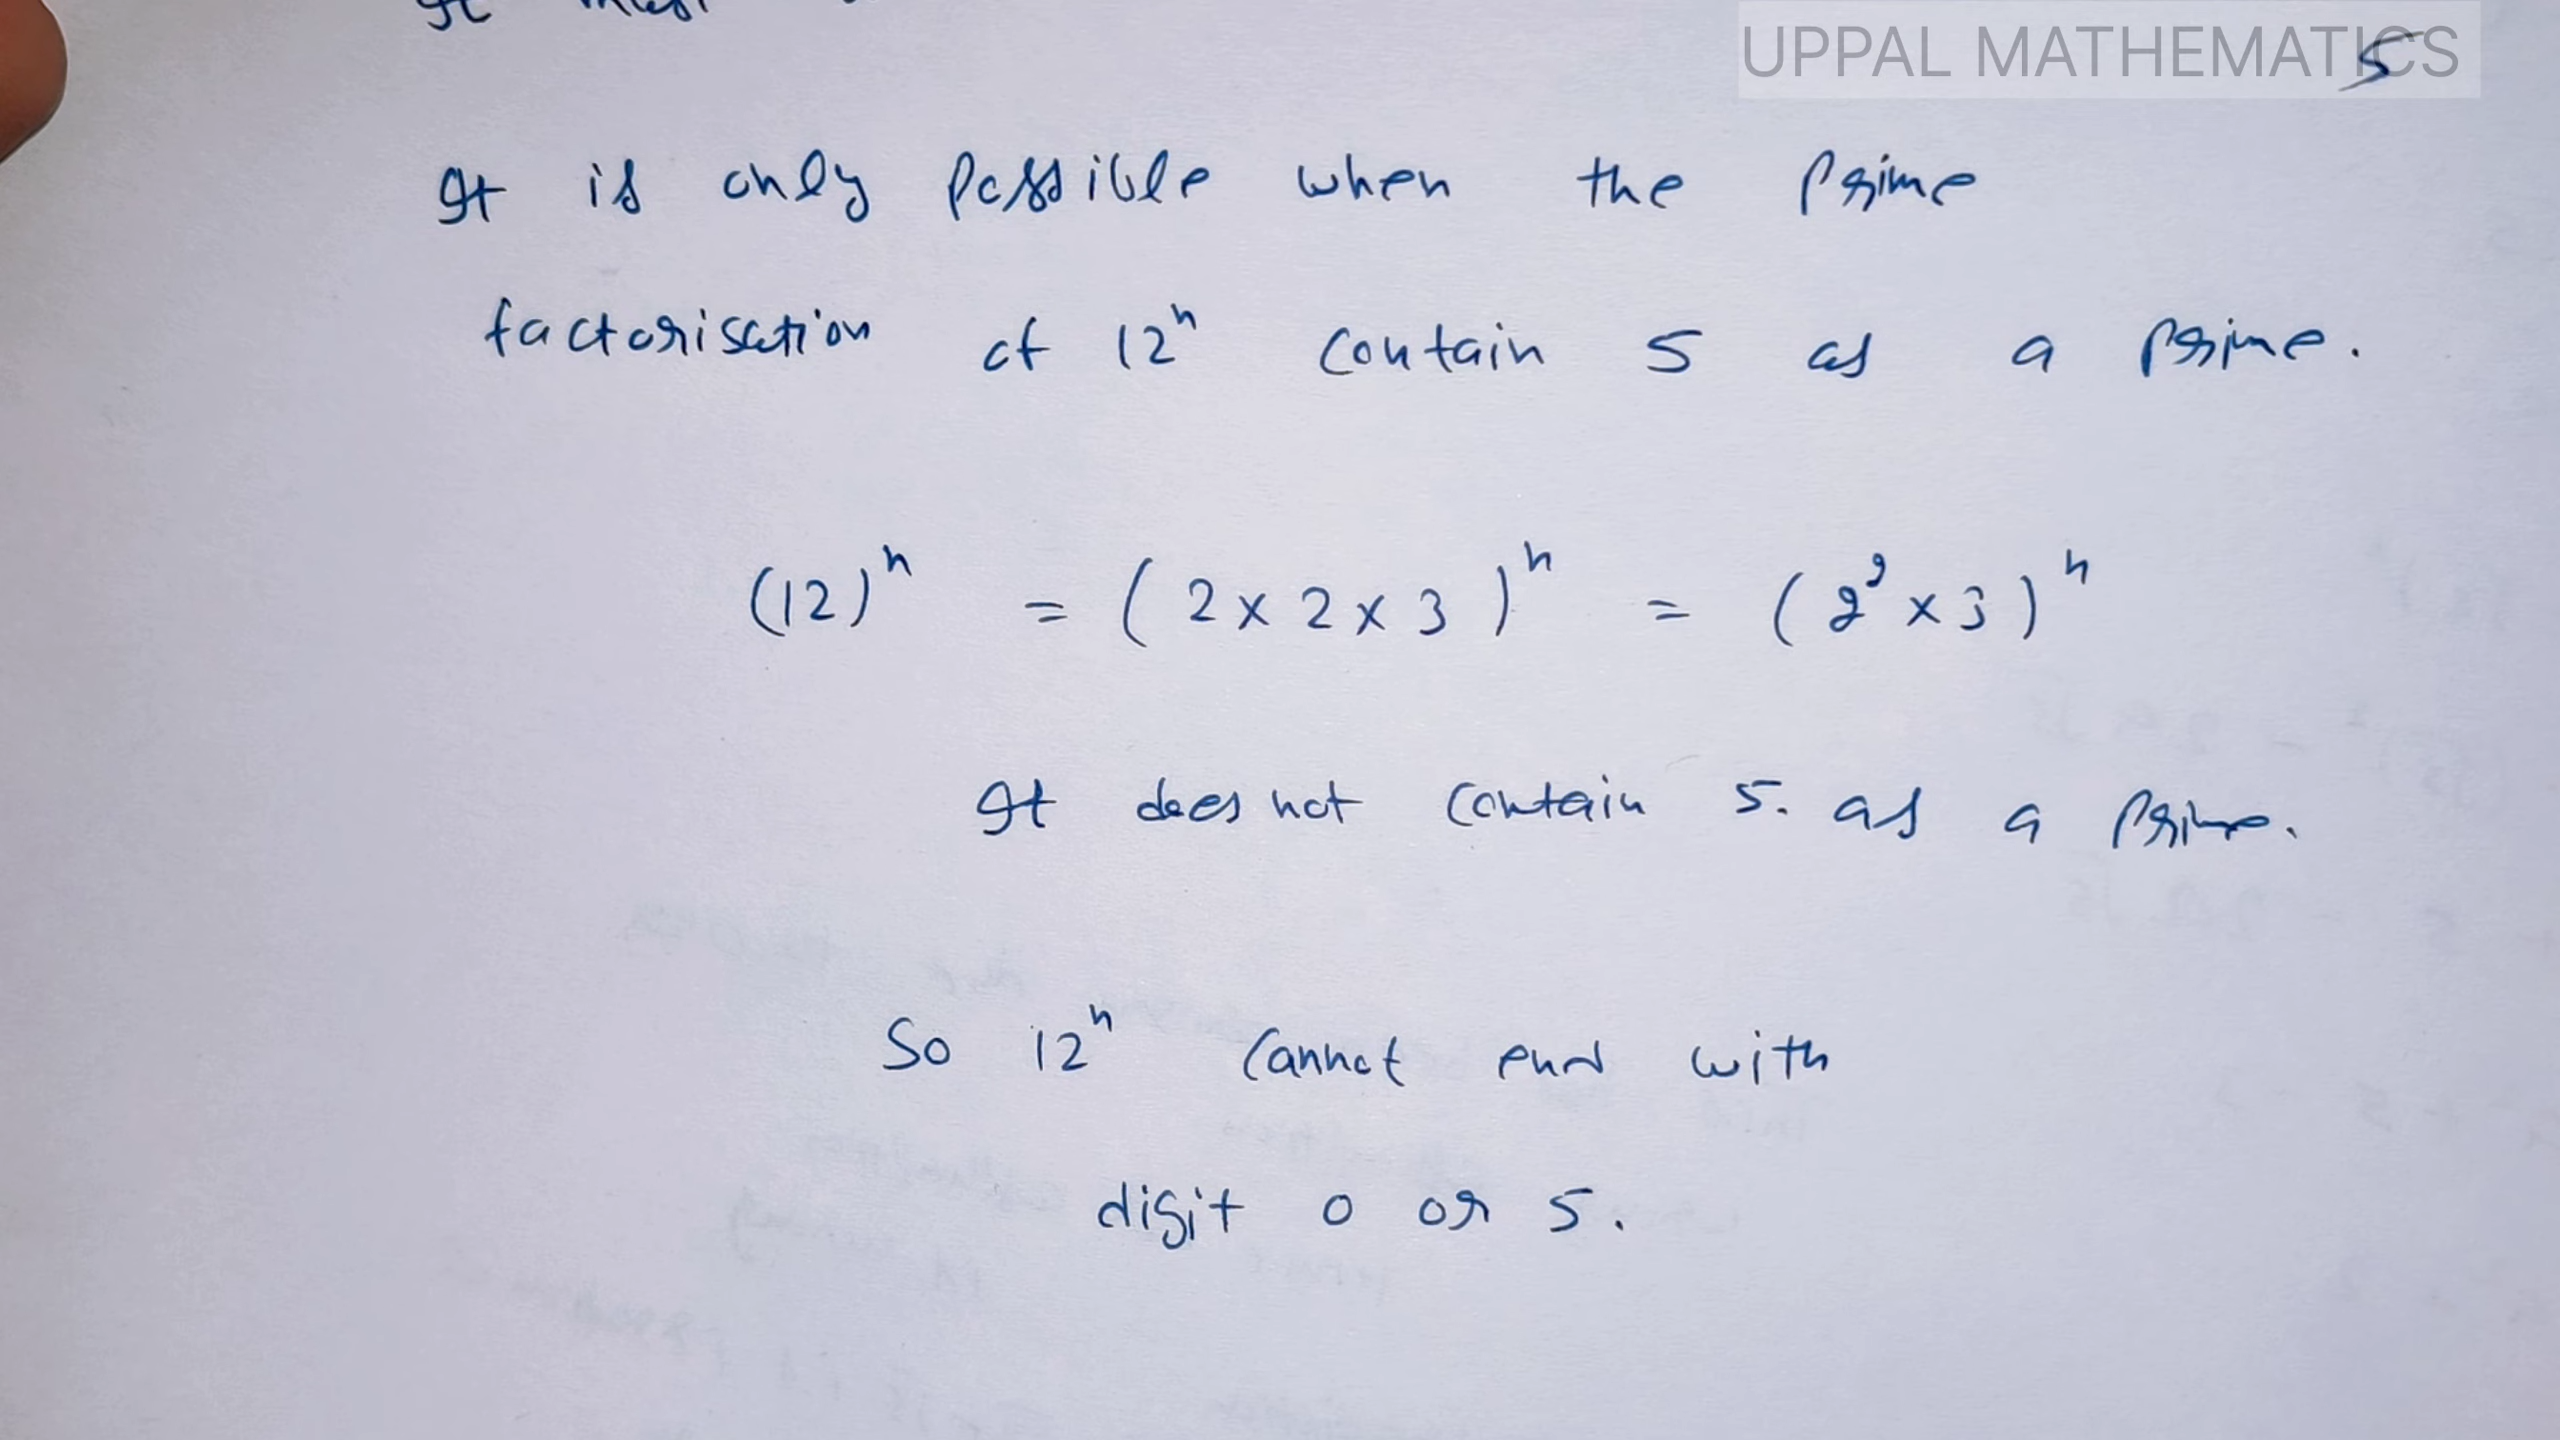 UPPAL MATHEMATICS
5
It is only possible when the prime
factorisation of 12ⁿ contain 5 as a prime.
(12)ⁿ = (2×2×3)ⁿ = (2²×3)ⁿ
It does not contain 5. as a prime.
So 12ⁿ cannot end with
digit 0 or 5.